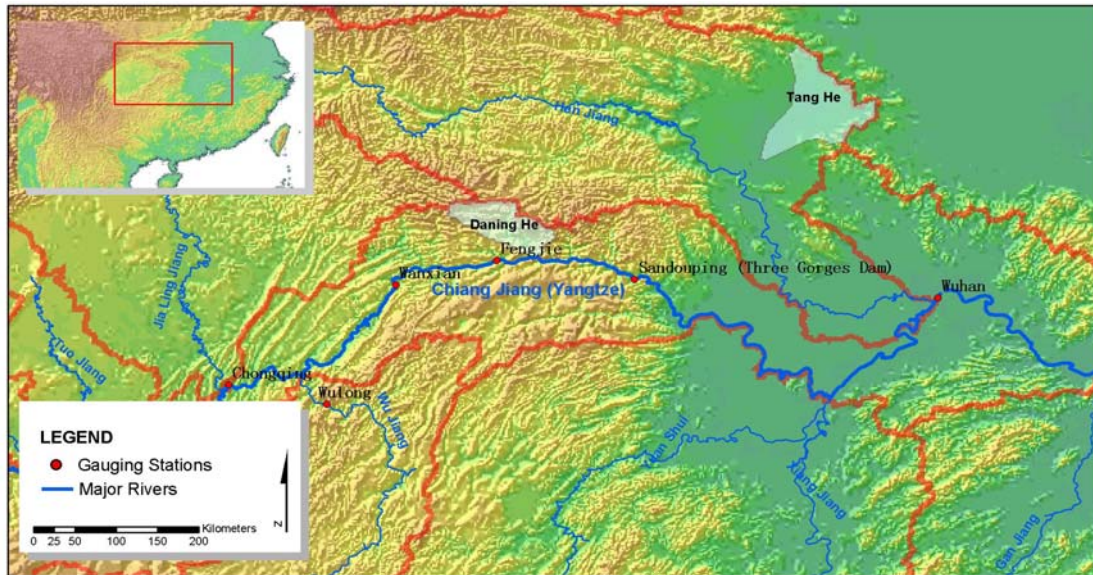 Tang He
Han Jiang
Daning He
Fengjie
Wanxian
Sandouping (Three Gorges Dam)
Chiang Jiang (Yangtze)
Wuhan
Jia Ling Jiang
Tuo Jiang
Chongqing
Wulong
Wu Jiang
Yuan Shui
Xiang Jiang
Gan Jiang
LEGEND
Gauging Stations
Major Rivers
0 25 50 100 150 200
Kilometers
Z